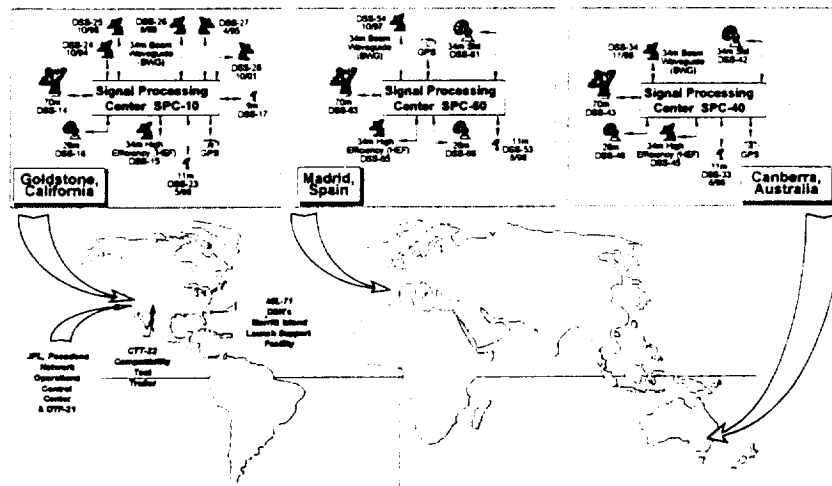 DSS-25
DSS-26
DSS-27
4/95
DSS-24
10/94
34m Beam
Waveguide
(BWG)
DSS-28
10/01
Signal Processing
Center SPC-10
70m
DSS-14
9m
DSS-17
26m
DSS-16
34m High
Efficiency (HEF)
DSS-15
GPS
11m
DSS-23
Goldstone,
California
DSS-54
10/97
34m Beam
Waveguide
(BWG)
GPS
34m Std
DSS-61
Signal Processing
Center SPC-60
70m
DSS-63
34m High
Efficiency (HEF)
DSS-65
26m
DSS-66
11m
DSS-53
Madrid,
Spain
DSS-34
34m Beam
Waveguide
(BWG)
34m Std
DSS-42
Signal Processing
Center SPC-40
70m
DSS-43
26m
DSS-46
34m High
Efficiency (HEF)
DSS-45
GPS
11m
DSS-33
Canberra,
Australia
MIL-71
DSN's
Merritt Island
Launch Support
Facility
JPL, Pasadena
Network
Operations
Control
Center
& DTF-21
CTT-22
Compatibility
Test
Trailer